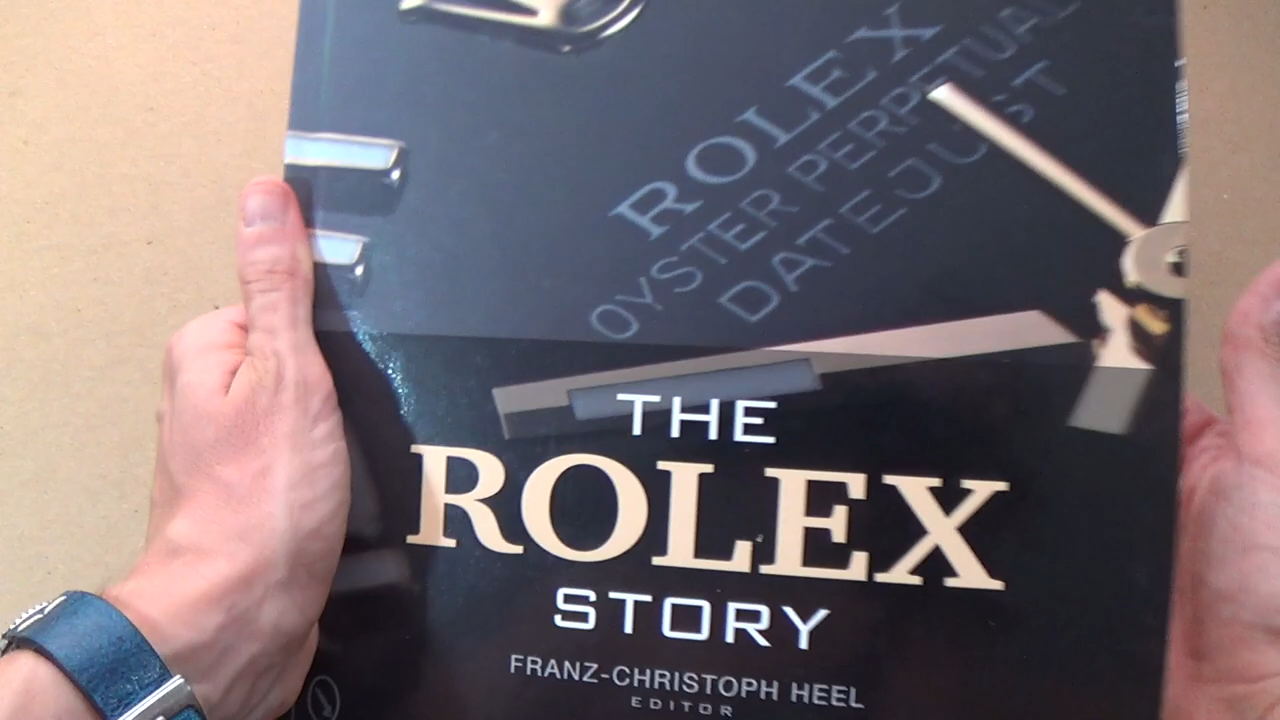 ROLEX
OYSTER PERPETUAL
DATEJUST
THE
ROLEX
STORY
FRANZ-CHRISTOPH HEEL
EDITOR